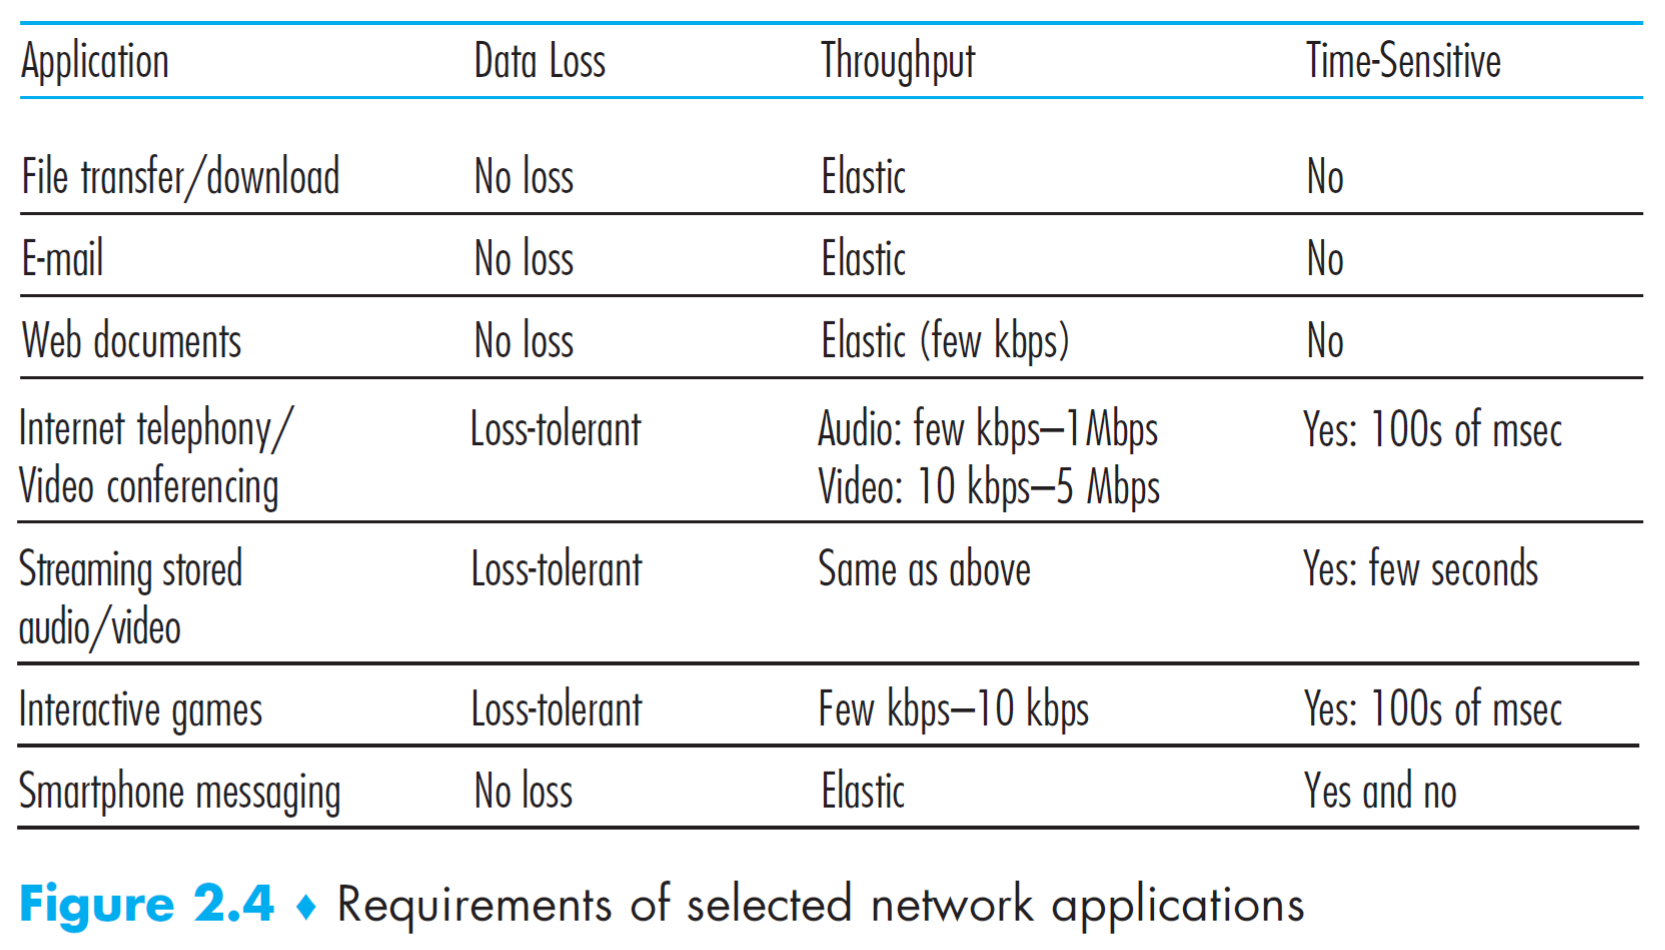 Application Data Loss Throughput Time-Sensitive
File transfer/download No loss Elastic No
E-mail No loss Elastic No
Web documents No loss Elastic (few kbps) No
Internet telephony/ Loss-tolerant Audio: few kbps–1Mbps Yes: 100s of msec
Video conferencing Video: 10 kbps–5 Mbps
Streaming stored Loss-tolerant Same as above Yes: few seconds
audio/video
Interactive games Loss-tolerant Few kbps–10 kbps Yes: 100s of msec
Smartphone messaging No loss Elastic Yes and no
Figure 2.4 ♦ Requirements of selected network applications